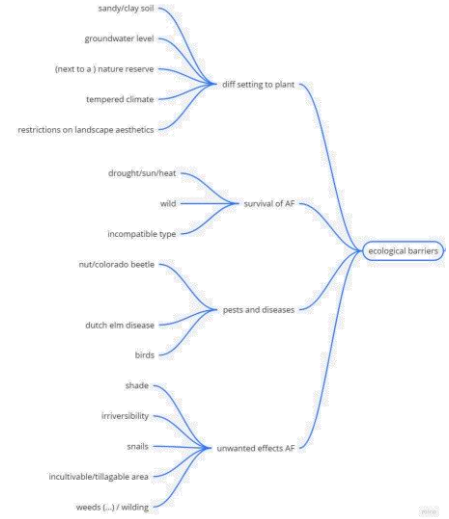 sandy/clay soil
groundwater level
(next to a ) nature reserve
diff setting to plant
tempered climate
restrictions on landscape aesthetics
drought/sun/heat
wild
survival of AF
incompatible type
ecological barriers
nut/colorado beetle
pests and diseases
dutch elm disease
birds
shade
irriversibility
snails
unwanted effects AF
incultivable/tillagable area
weeds (...) / wilding
miro